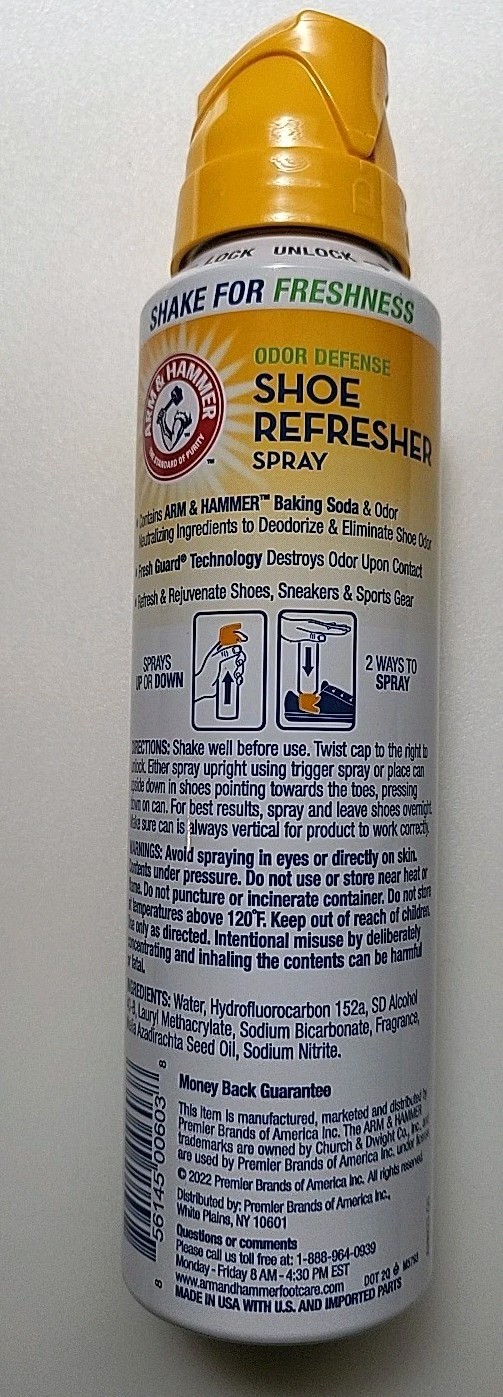 LOCK UNLOCK
SHAKE FOR FRESHNESS
ARM & HAMMER
THE STANDARD OF PURITY
™
ODOR DEFENSE
SHOE
REFRESHER
SPRAY
• Contains ARM & HAMMER™ Baking Soda & Odor
Neutralizing Ingredients to Deodorize & Eliminate Shoe Odor
• Fresh Guard® Technology Destroys Odor Upon Contact
• Refresh & Rejuvenate Shoes, Sneakers & Sports Gear
SPRAYS
UP OR DOWN
2 WAYS TO
SPRAY
DIRECTIONS: Shake well before use. Twist cap to the right to
unlock. Either spray upright using trigger spray or place can
upside down in shoes pointing towards the toes, pressing
down on can. For best results, spray and leave shoes overnight.
Make sure can is always vertical for product to work correctly.
WARNINGS: Avoid spraying in eyes or directly on skin.
Contents under pressure. Do not use or store near heat or
flame. Do not puncture or incinerate container. Do not store
at temperatures above 120°F. Keep out of reach of children.
Use only as directed. Intentional misuse by deliberately
concentrating and inhaling the contents can be harmful
or fatal.
INGREDIENTS: Water, Hydrofluorocarbon 152a, SD Alcohol
40-B, Lauryl Methacrylate, Sodium Bicarbonate, Fragrance,
Melia Azadirachta Seed Oil, Sodium Nitrite.
8 56145 00603 8
Money Back Guarantee
This item is manufactured, marketed and distributed by
Premier Brands of America Inc. The ARM & HAMMER
trademarks are owned by Church & Dwight Co., Inc. and
are used by Premier Brands of America Inc. under license.
© 2022 Premier Brands of America Inc. All rights reserved.
Distributed by: Premier Brands of America Inc.,
White Plains, NY 10601
Questions or comments
Please call us toll free at: 1-888-964-0939
Monday - Friday 8 AM - 4:30 PM EST
www.armandhammerfootcare.com
DOT 2Q M5793
MADE IN USA WITH U.S. AND IMPORTED PARTS